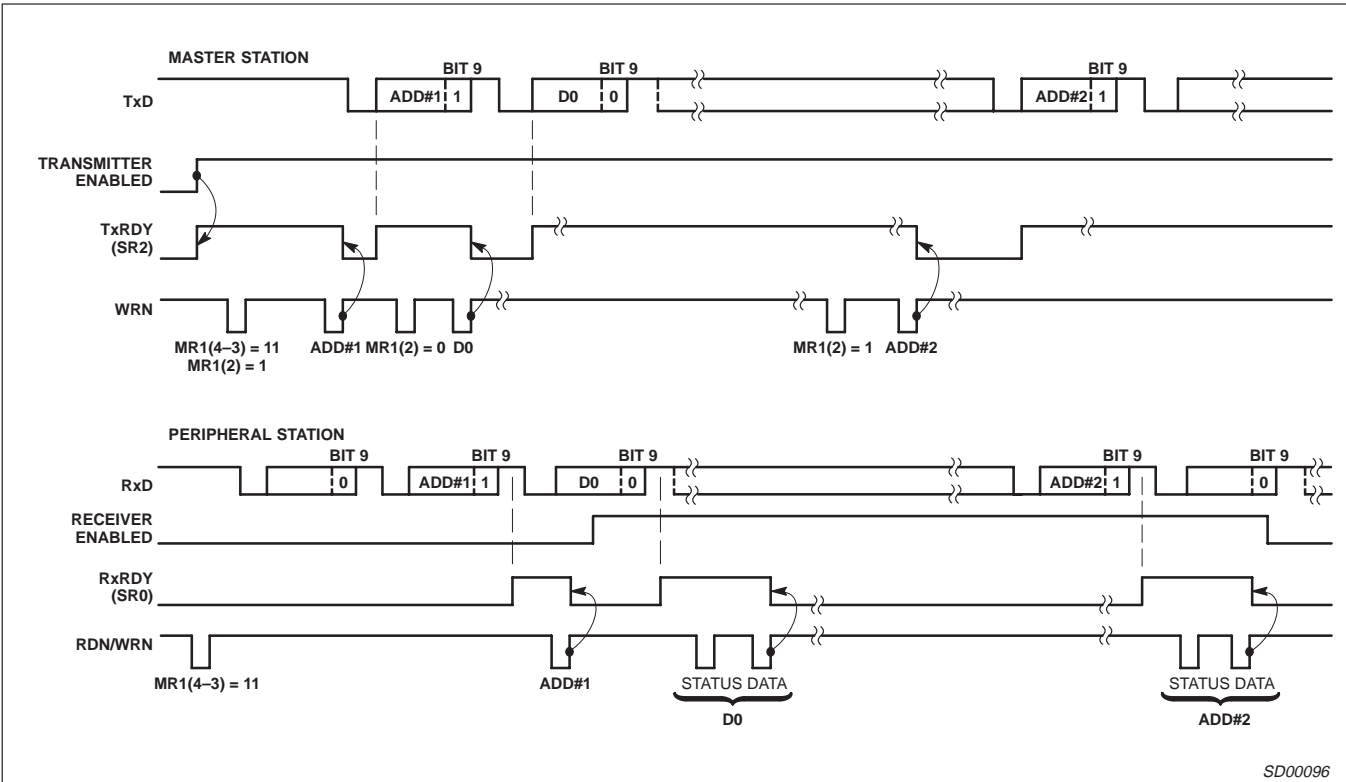 MASTER STATION
BIT 9 BIT 9 BIT 9
TxD ADD#1 1 D0 0 ADD#2 1
TRANSMITTER
ENABLED
TxRDY
(SR2)
WRN
MR1(4–3) = 11 ADD#1 MR1(2) = 0 D0 MR1(2) = 1 ADD#2
MR1(2) = 1
PERIPHERAL STATION
BIT 9 BIT 9 BIT 9 BIT 9 BIT 9
RxD 0 ADD#1 1 D0 0 ADD#2 1 0
RECEIVER
ENABLED
RxRDY
(SR0)
RDN/WRN
MR1(4–3) = 11 ADD#1 STATUS DATA STATUS DATA
D0 ADD#2
SD00096